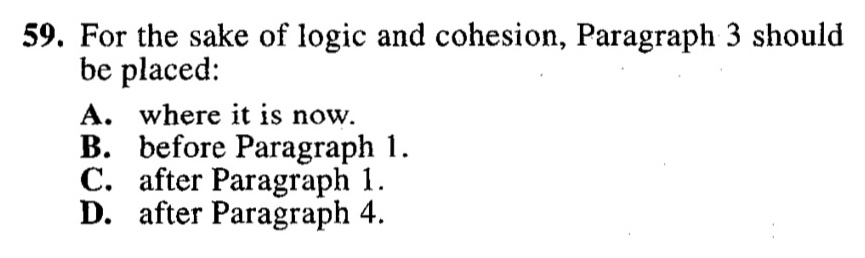 59. For the sake of logic and cohesion, Paragraph 3 should
be placed:
A. where it is now.
B. before Paragraph 1.
C. after Paragraph 1.
D. after Paragraph 4.